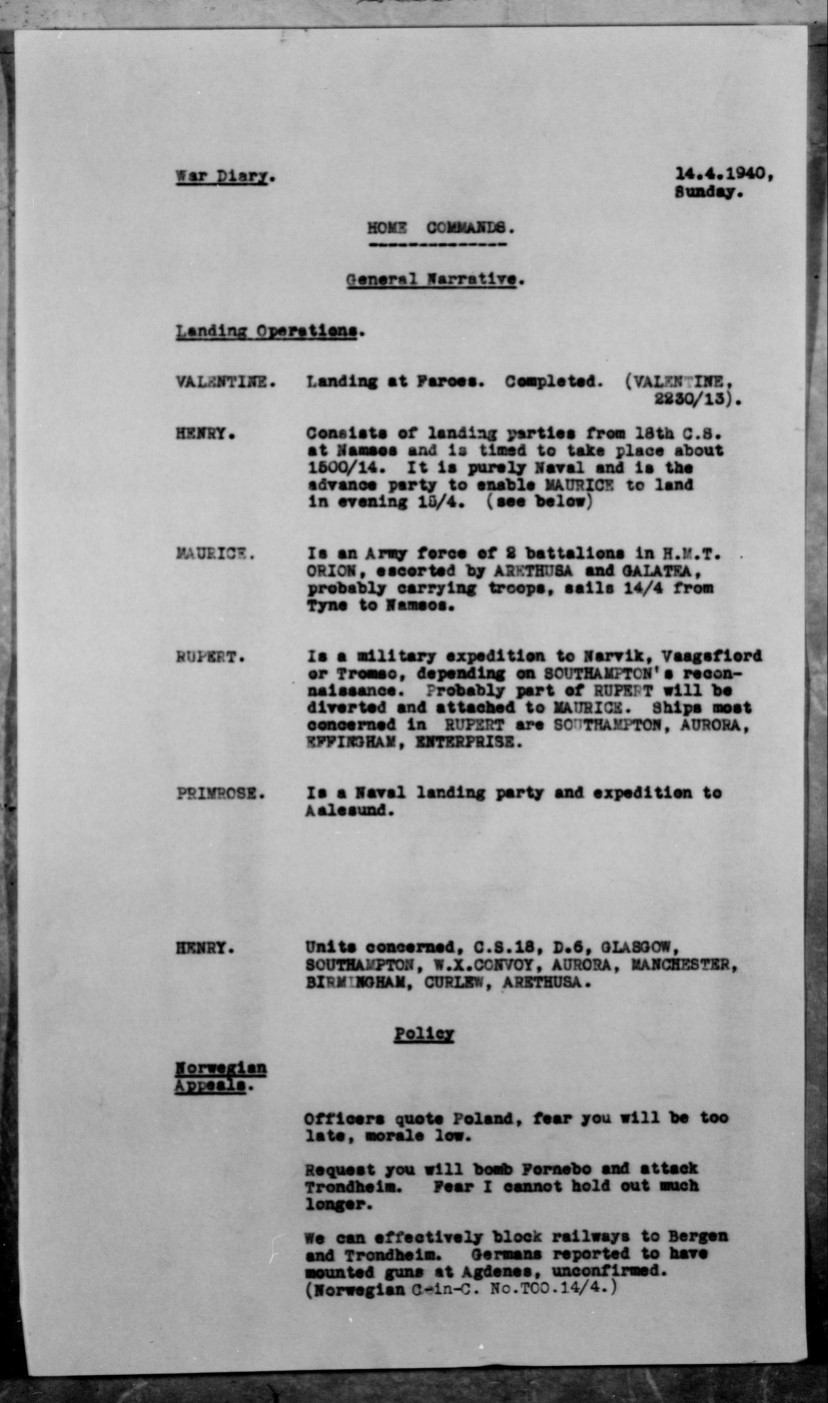 War Diary.
14.4.1940,
Sunday.
HOME COMMANDS.
General Narrative.
Landing Operations.
VALENTINE. Landing at Faroes. Completed. (VALENTINE,
2230/13).
HENRY. Consists of landing parties from 18th C.S.
at Namsos and is timed to take place about
1500/14. It is purely Naval and is the
advance party to enable MAURICE to land
in evening 15/4. (see below)
MAURICE. Is an Army force of 2 battalions in H.M.T.
ORION, escorted by ARETHUSA and GALATEA,
probably carrying troops, sails 14/4 from
Tyne to Namsos.
RUPERT. Is a military expedition to Narvik, Vaagsfiord
or Tromso, depending on SOUTHAMPTON's recon-
naissance. Probably part of RUPERT will be
diverted and attached to MAURICE. Ships most
concerned in RUPERT are SOUTHAMPTON, AURORA,
EFFINGHAM, ENTERPRISE.
PRIMROSE. Is a Naval landing party and expedition to
Aalesund.
HENRY. Units concerned, C.S.18, D.6, GLASGOW,
SOUTHAMPTON, W.X.CONVOY, AURORA, MANCHESTER,
BIRMINGHAM, CURLEW, ARETHUSA.
Policy
Norwegian
Appeals.
Officers quote Poland, fear you will be too
late, morale low.
Request you will bomb Fornebo and attack
Trondheim. Fear I cannot hold out much
longer.
We can effectively block railways to Bergen
and Trondheim. Germans reported to have
mounted guns at Agdenes, unconfirmed.
(Norwegian C-in-C. No.TOO.14/4.)